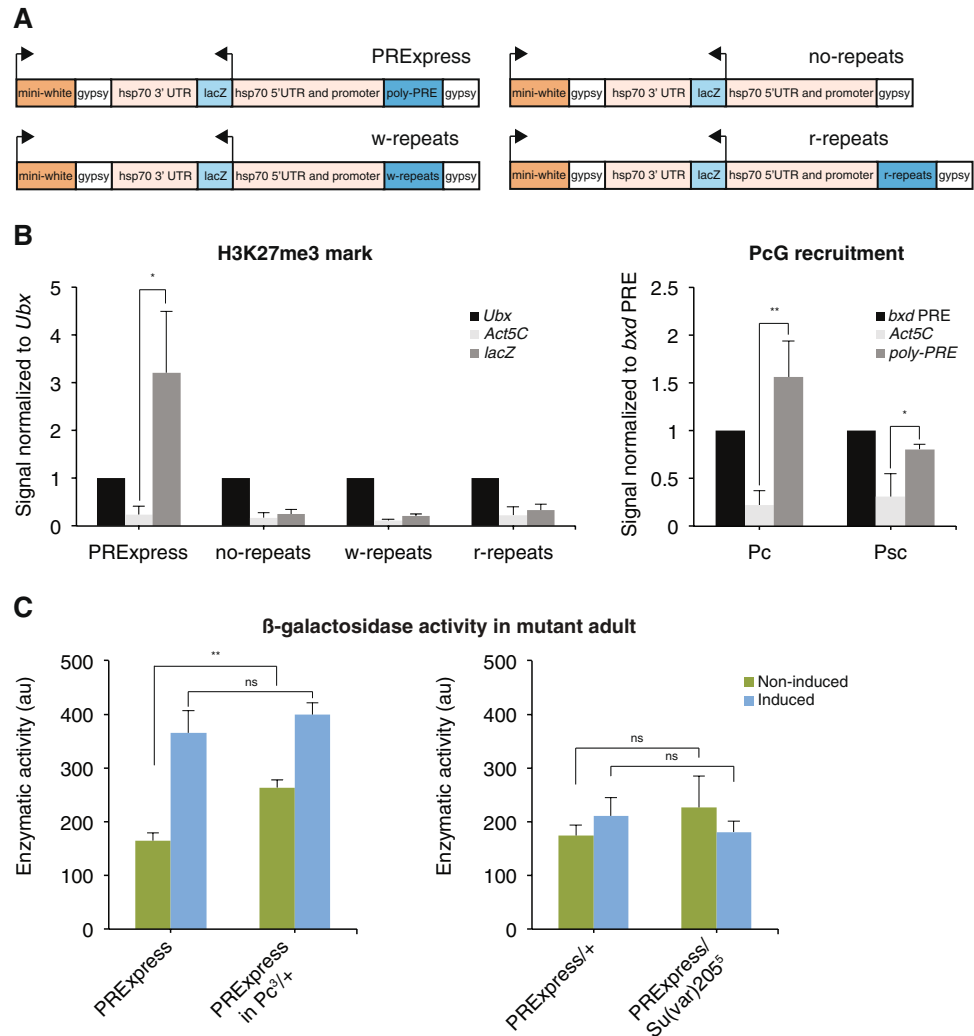 A
PRExpress
mini-white gypsy hsp70 3' UTR lacZ hsp70 5'UTR and promoter poly-PRE gypsy
no-repeats
mini-white gypsy hsp70 3' UTR lacZ hsp70 5'UTR and promoter gypsy
w-repeats
mini-white gypsy hsp70 3' UTR lacZ hsp70 5'UTR and promoter w-repeats gypsy
r-repeats
mini-white gypsy hsp70 3' UTR lacZ hsp70 5'UTR and promoter r-repeats gypsy
B
H3K27me3 mark
Signal normalized to Ubx
5
4
3
2
1
0
*
Ubx
Act5C
lacZ
PRExpress no-repeats w-repeats r-repeats
PcG recruitment
Signal normalized to bxd PRE
2.5
2
1.5
1
0.5
0
**
*
bxd PRE
Act5C
poly-PRE
Pc Psc
C
ß-galactosidase activity in mutant adult
Enzymatic activity (au)
500
400
300
200
100
0
**
ns
PRExpress
PRExpress
in Pc³/+
Enzymatic activity (au)
500
400
300
200
100
0
ns
ns
Non-induced
Induced
PRExpress/+
PRExpress/
Su(var)205⁵